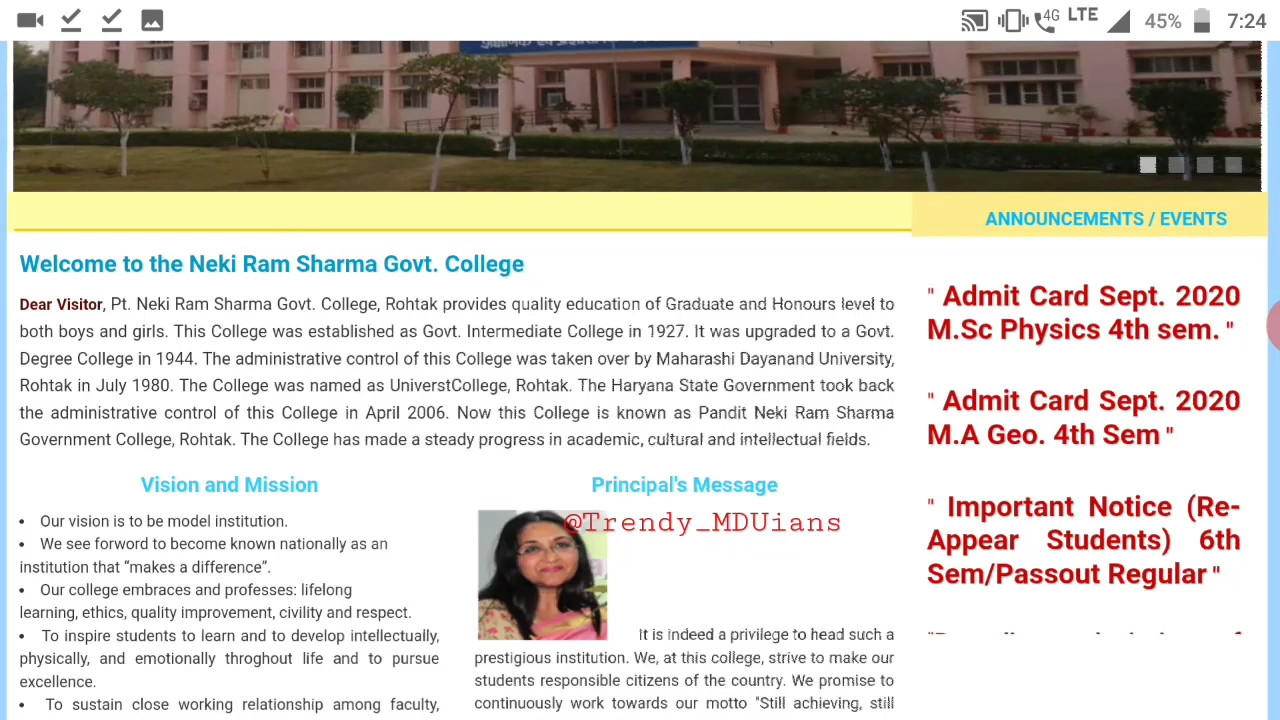 4G LTE 45% 7:24
ANNOUNCEMENTS / EVENTS
Welcome to the Neki Ram Sharma Govt. College
Dear Visitor, Pt. Neki Ram Sharma Govt. College, Rohtak provides quality education of Graduate and Honours level to
both boys and girls. This College was established as Govt. Intermediate College in 1927. It was upgraded to a Govt.
Degree College in 1944. The administrative control of this College was taken over by Maharashi Dayanand University,
Rohtak in July 1980. The College was named as UniverstCollege, Rohtak. The Haryana State Government took back
the administrative control of this College in April 2006. Now this College is known as Pandit Neki Ram Sharma
Government College, Rohtak. The College has made a steady progress in academic, cultural and intellectual fields.
Vision and Mission
• Our vision is to be model institution.
• We see forward to become known nationally as an
institution that “makes a difference”.
• Our college embraces and professes: lifelong
learning, ethics, quality improvement, civility and respect.
• To inspire students to learn and to develop intellectually,
physically, and emotionally throghout life and to pursue
excellence.
• To sustain close working relationship among faculty,
Principal's Message
@Trendy_MDUians
It is indeed a privilege to head such a
prestigious institution. We, at this college, strive to make our
students responsible citizens of the country. We promise to
continuously work towards our motto "Still achieving, still
" Admit Card Sept. 2020
M.Sc Physics 4th sem. "
" Admit Card Sept. 2020
M.A Geo. 4th Sem "
" Important Notice (Re-
Appear Students) 6th
Sem/Passout Regular "